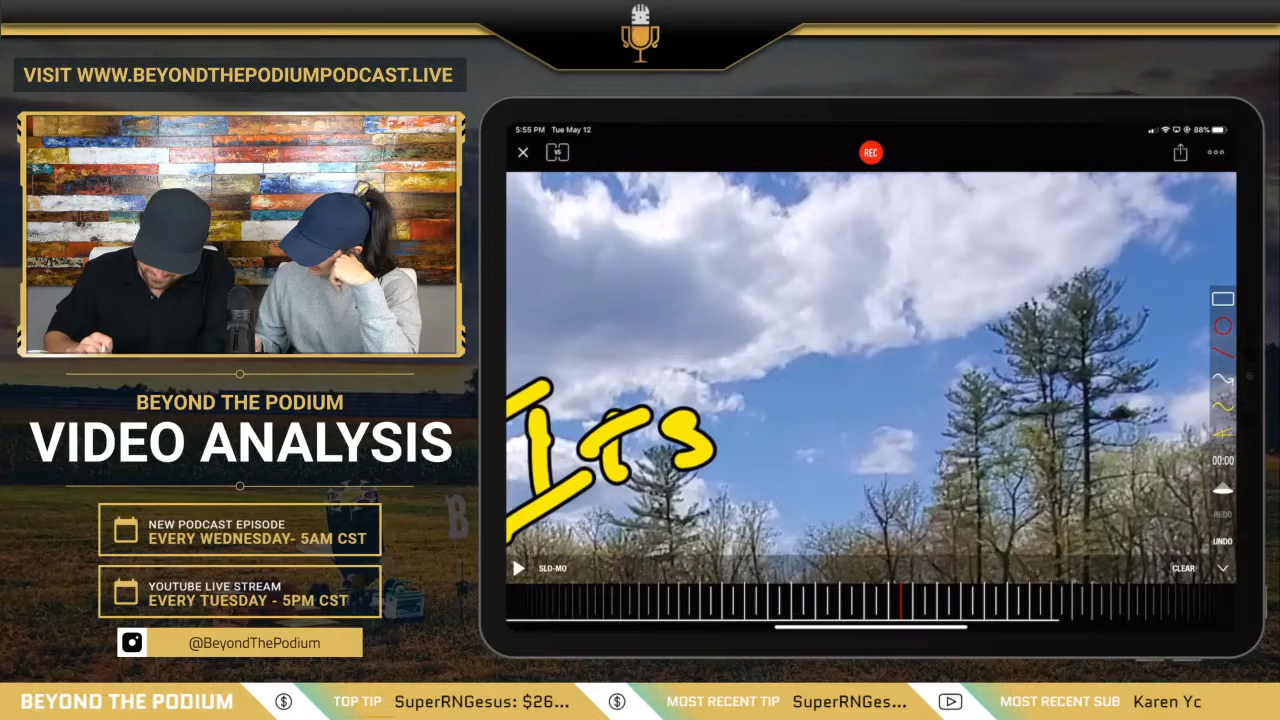 VISIT WWW.BEYONDTHEPODIUMPODCAST.LIVE
5:55 PM Tue May 12
88%
VS
REC
Its
00:00
REDO
UNDO
SLO-MO
CLEAR
BEYOND THE PODIUM
VIDEO ANALYSIS
NEW PODCAST EPISODE
EVERY WEDNESDAY- 5AM CST
YOUTUBE LIVE STREAM
EVERY TUESDAY - 5PM CST
@BeyondThePodium
B
BEYOND THE PODIUM
TOP TIP SuperRNGesus: $26...
MOST RECENT TIP SuperRNGes...
MOST RECENT SUB Karen Yc